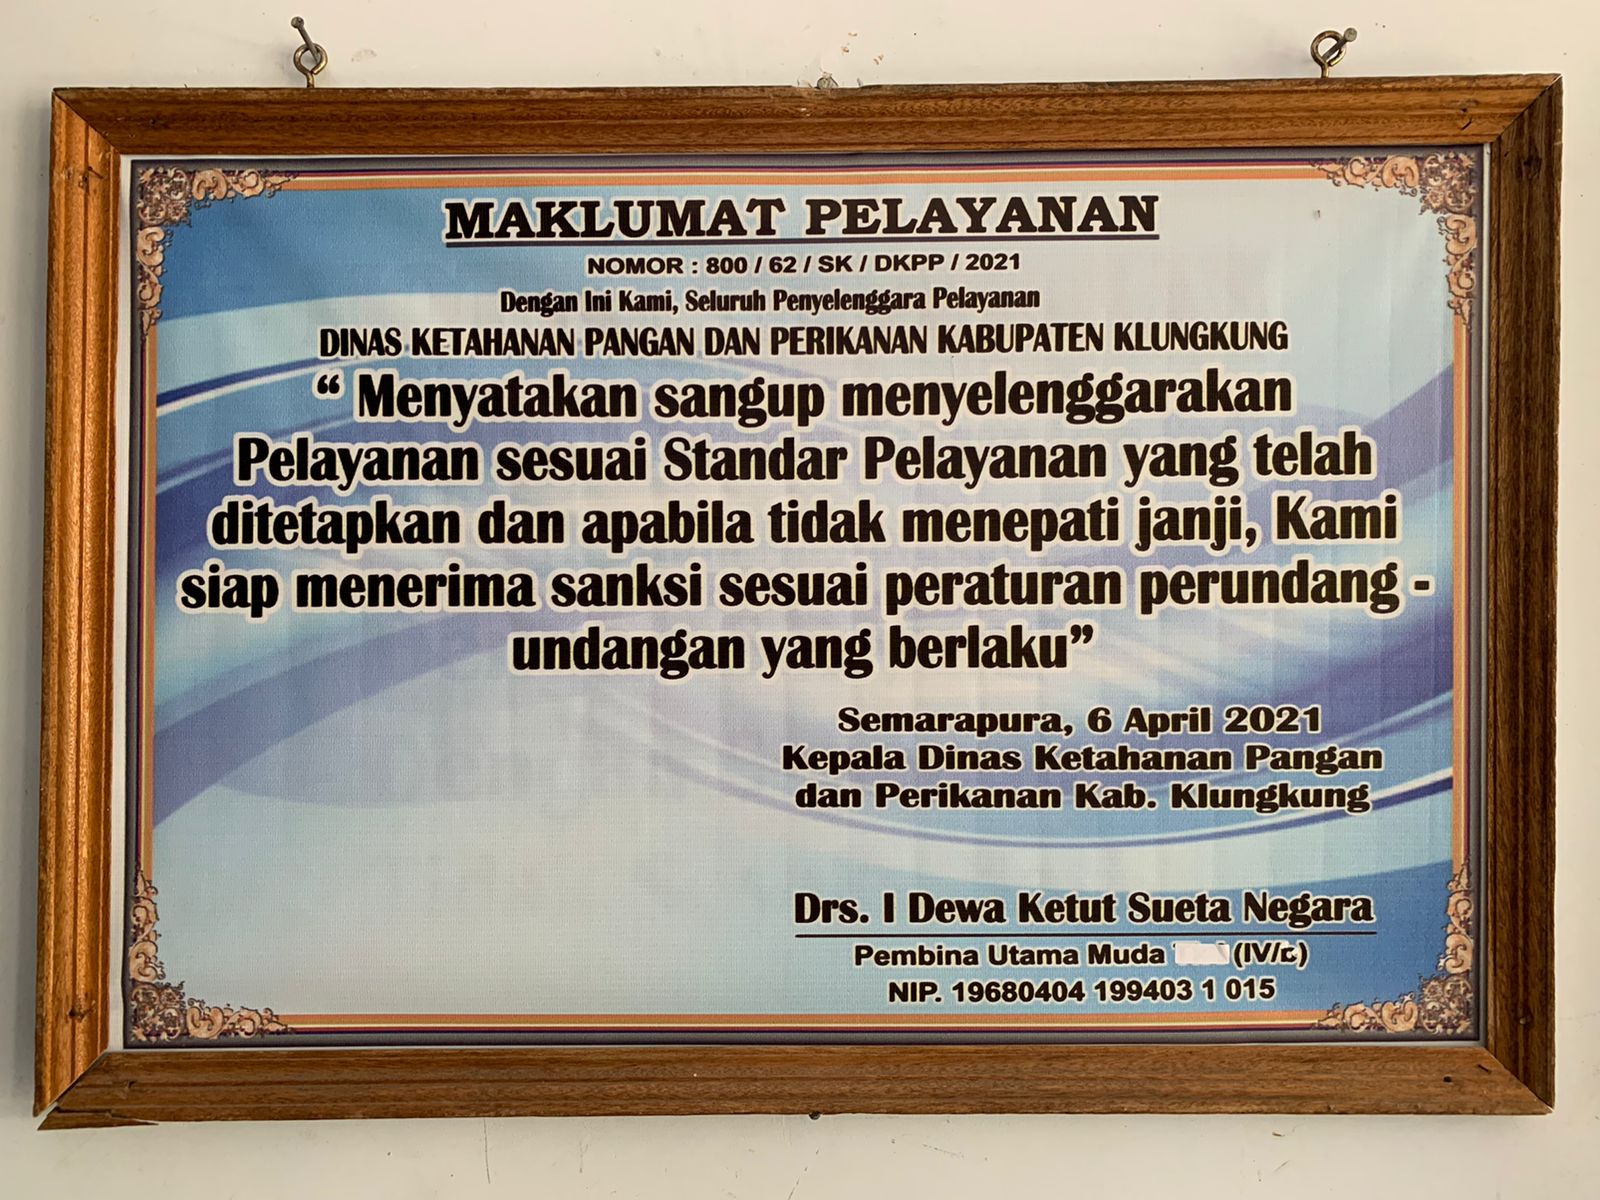 MAKLUMAT PELAYANAN
NOMOR : 800 / 62 / SK / DKPP / 2021
Dengan Ini Kami, Seluruh Penyelenggara Pelayanan
DINAS KETAHANAN PANGAN DAN PERIKANAN KABUPATEN KLUNGKUNG
“ Menyatakan sangup menyelenggarakan
Pelayanan sesuai Standar Pelayanan yang telah
ditetapkan dan apabila tidak menepati janji, Kami
siap menerima sanksi sesuai peraturan perundang -
undangan yang berlaku”
Semarapura, 6 April 2021
Kepala Dinas Ketahanan Pangan
dan Perikanan Kab. Klungkung
Drs. I Dewa Ketut Sueta Negara
Pembina Utama Muda (IV/c)
NIP. 19680404 199403 1 015